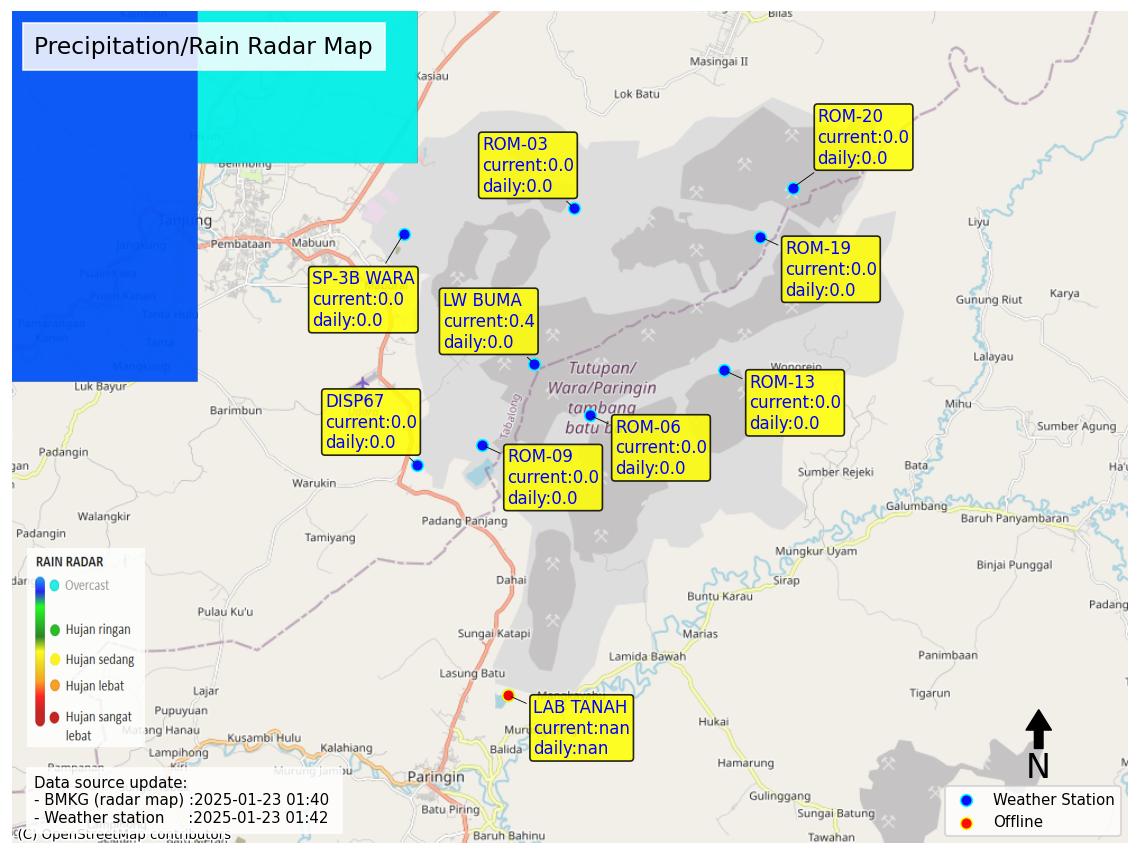 Precipitation/Rain Radar Map
Bilas
Masingai II
Kasiau
Lok Batu
ROM-20
current:0.0
daily:0.0
ROM-03
current:0.0
daily:0.0
Belimbing
Tanjung
Liyu
Jangkung
Pembataan
Mabuun
ROM-19
current:0.0
daily:0.0
SP-3B WARA
current:0.0
daily:0.0
LW BUMA
current:0.4
daily:0.0
Karya
Gunung Riut
Tanta Hulu
Pamarangan
Kanan
Tanta
Mangkung
Lalayau
Wonorejo
Tutupan/
Wara/Paringin
tambang
batu b
Luk Bayur
ROM-13
current:0.0
daily:0.0
DISP67
current:0.0
daily:0.0
Barimbun
Mihu
Tabalong
ROM-06
current:0.0
daily:0.0
Sumber Agung
Padangin
ROM-09
current:0.0
daily:0.0
Bata
Sumber Rejeki
Warukin
Galumbang
Walangkir
Padang Panjang
Baruh Panyambaran
Padangin
Tamiyang
Mungkur Uyam
RAIN RADAR
Overcast
Hujan ringan
Hujan sedang
Hujan lebat
Hujan sangat
lebat
Binjai Punggal
Dahai
Sirap
Buntu Karau
Padang
Pulau Ku'u
Sungai Katapi
Marias
Lamida Bawah
Panimbaan
Lasung Batu
Lajar
Tigarun
Pupuyuan
LAB TANAH
current:nan
daily:nan
Hukai
Matang Hanau
Kusambi Hulu
Kalahiang
Balida
Lampihong
Murung Jambu
Hamarung
N
Paringin
Data source update:
- BMKG (radar map) :2025-01-23 01:40
- Weather station :2025-01-23 01:42
Gulinggang
Weather Station
Offline
Batu Piring
Sungai Batung
(C) OpenStreetMap contributors
Baruh Bahinu
Tawahan